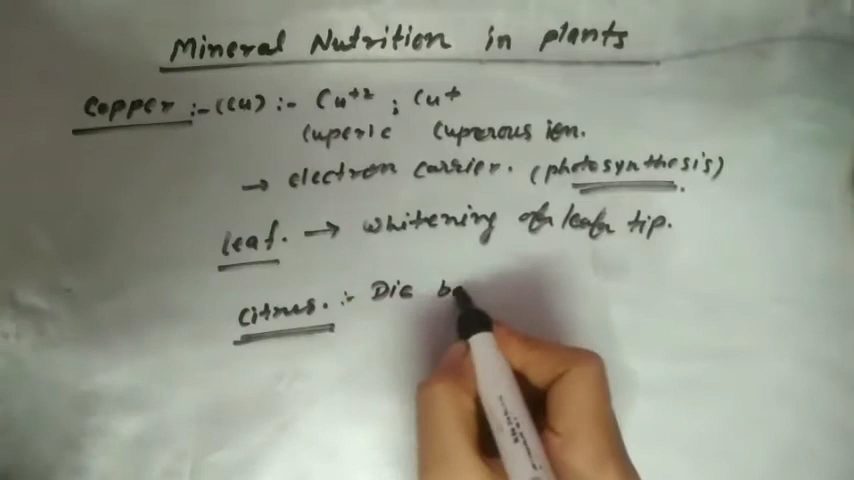 Mineral Nutrition in plants
Copper :- (Cu) :- Cu+2 ; Cu+
Cuperic Cuperous ion.
→ electron carrier. (photosynthesis)
Leaf. → whitening of leaf tip.
Citrus. :- Die b